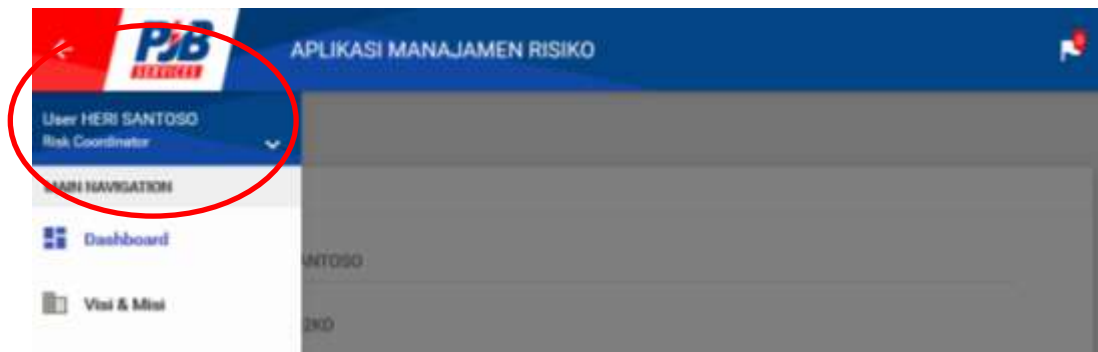 PJB
SERVICES
APLIKASI MANAJAMEN RISIKO
User HERI SANTOSO
Risk Coordinator
MAIN NAVIGATION
Dashboard
ANTOSO
Visi & Misi
2KO